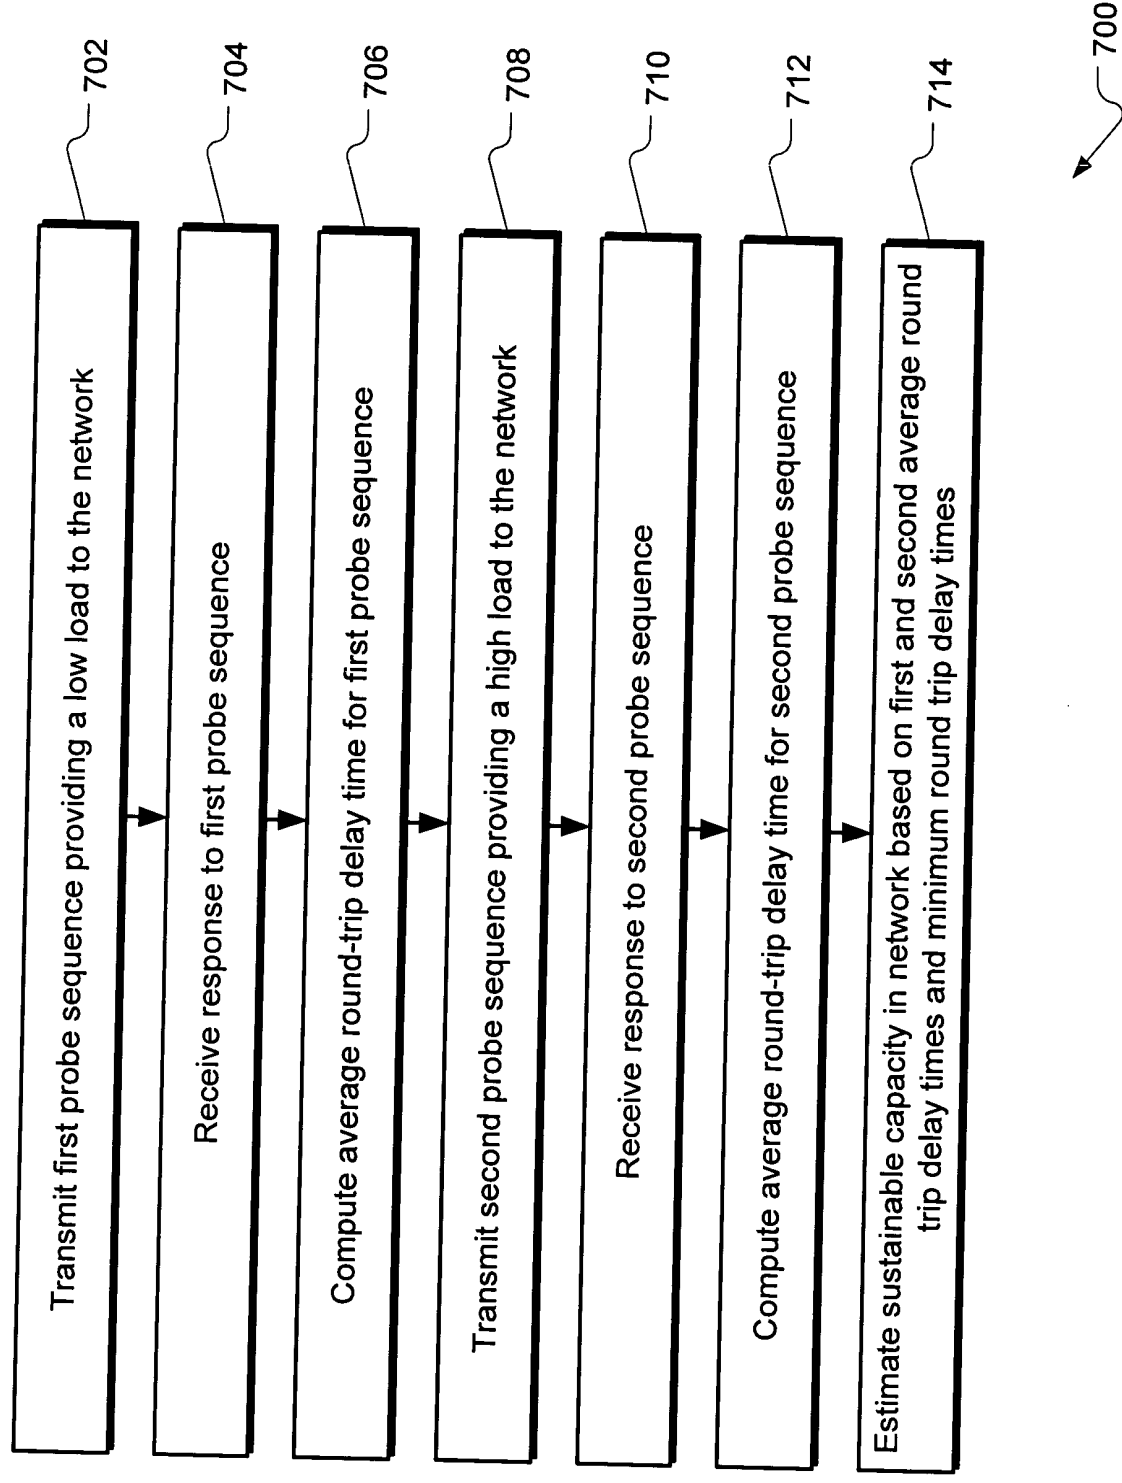 Transmit first probe sequence providing a low load to the network
702
Receive response to first probe sequence
704
Compute average round-trip delay time for first probe sequence
706
Transmit second probe sequence providing a high load to the network
708
Receive response to second probe sequence
710
Compute average round-trip delay time for second probe sequence
712
Estimate sustainable capacity in network based on first and second average round
trip delay times and minimum round trip delay times
714
700